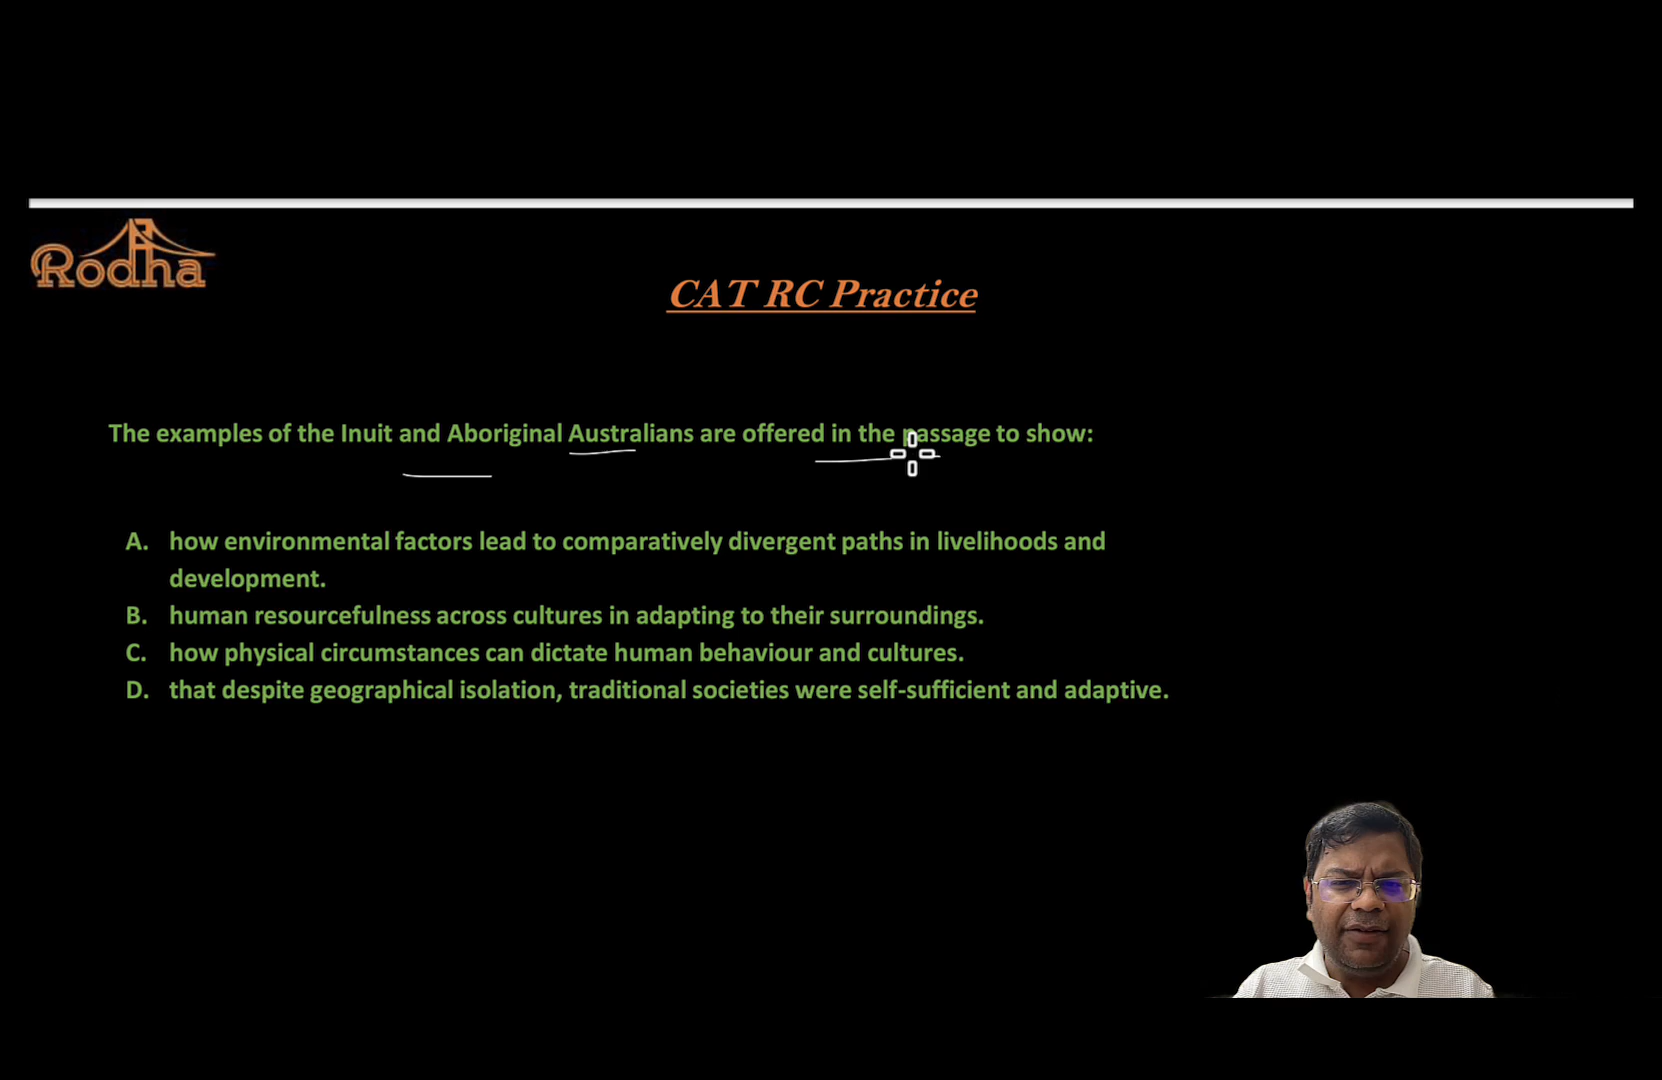 Rodha
CAT RC Practice
The examples of the Inuit and Aboriginal Australians are offered in the passage to show:
A. how environmental factors lead to comparatively divergent paths in livelihoods and
development.
B. human resourcefulness across cultures in adapting to their surroundings.
C. how physical circumstances can dictate human behaviour and cultures.
D. that despite geographical isolation, traditional societies were self-sufficient and adaptive.